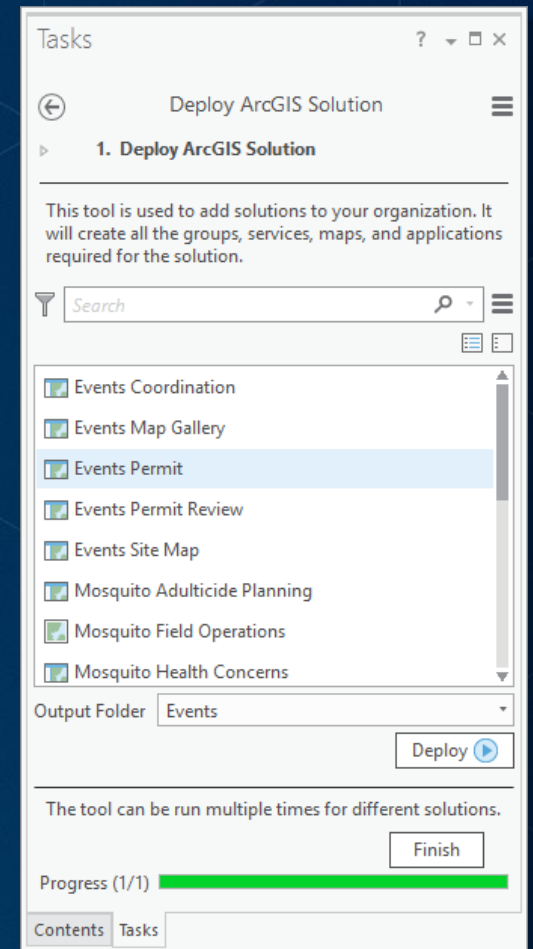 Tasks
?
Deploy ArcGIS Solution
1. Deploy ArcGIS Solution
This tool is used to add solutions to your organization. It
will create all the groups, services, maps, and applications
required for the solution.
Search
Events Coordination
Events Map Gallery
Events Permit
Events Permit Review
Events Site Map
Mosquito Adulticide Planning
Mosquito Field Operations
Mosquito Health Concerns
Output Folder Events
Deploy
The tool can be run multiple times for different solutions.
Finish
Progress (1/1)
Contents Tasks